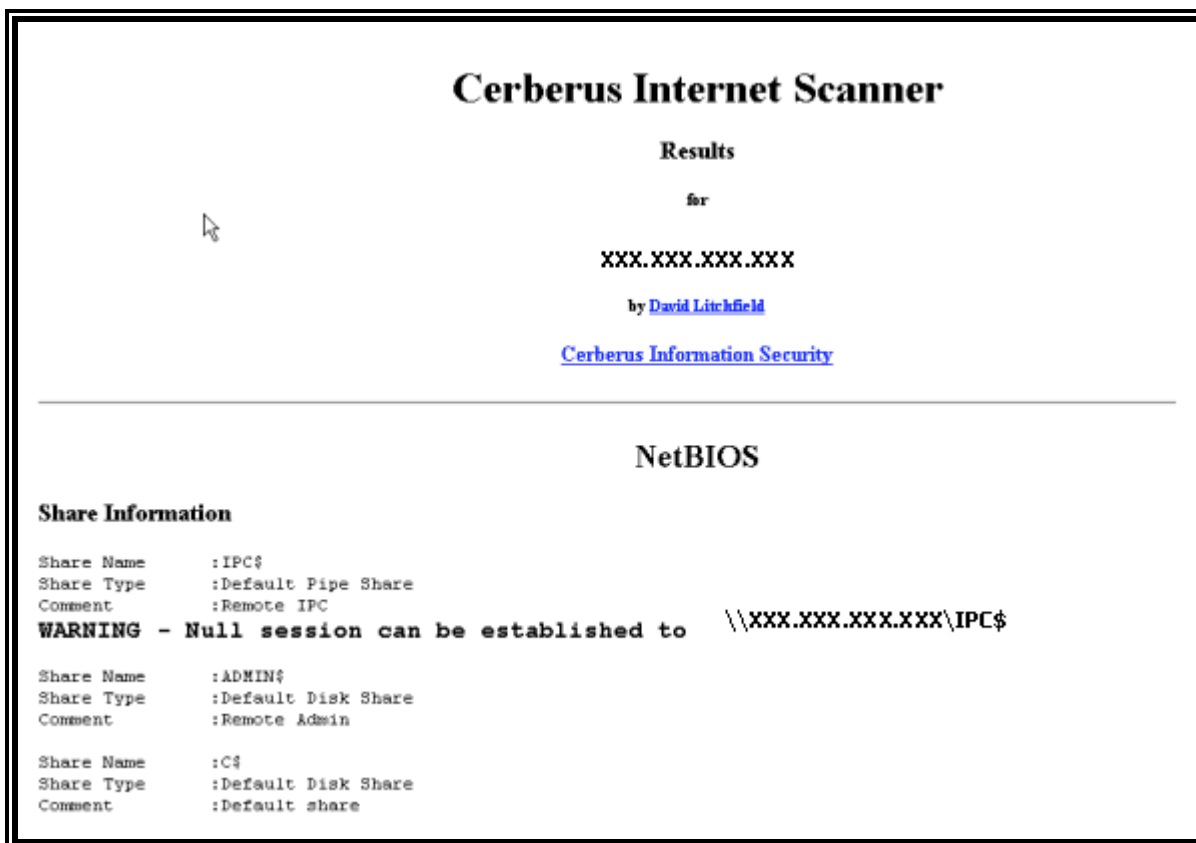 Cerberus Internet Scanner
Results
for
XXX.XXX.XXX.XXX
by David Litchfield
Cerberus Information Security
NetBIOS
Share Information
Share Name :IPC$
Share Type :Default Pipe Share
Comment :Remote IPC
WARNING - Null session can be established to \\XXX.XXX.XXX.XXX\IPC$
Share Name :ADMIN$
Share Type :Default Disk Share
Comment :Remote Admin
Share Name :C$
Share Type :Default Disk Share
Comment :Default share